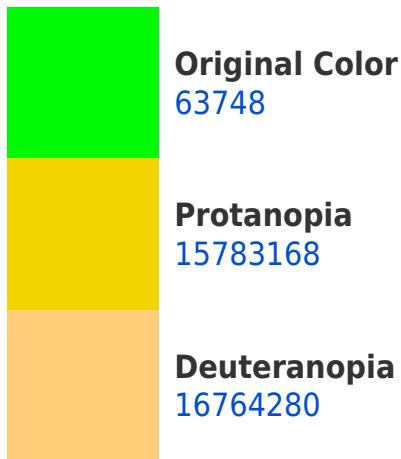 Original Color
63748
Protanopia
15783168
Deuteranopia
16764280